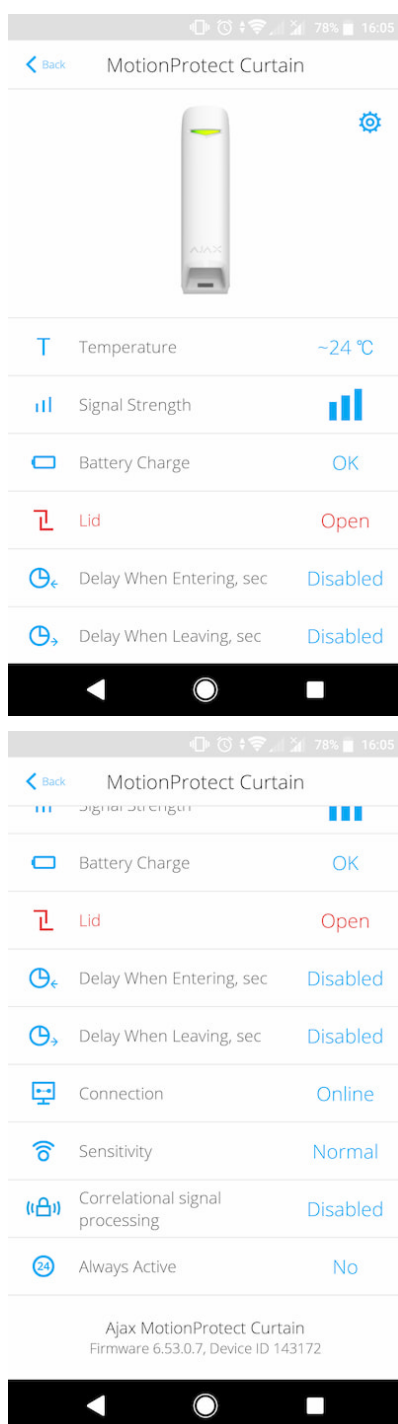 78% 16:05
Back MotionProtect Curtain
AJAX
T Temperature ~24 °C
Signal Strength
Battery Charge OK
Lid Open
Delay When Entering, sec Disabled
Delay When Leaving, sec Disabled
78% 16:05
Back MotionProtect Curtain
Signal Strength
Battery Charge OK
Lid Open
Delay When Entering, sec Disabled
Delay When Leaving, sec Disabled
Connection Online
Sensitivity Normal
Correlational signal
processing Disabled
24 Always Active No
Ajax MotionProtect Curtain
Firmware 6.53.0.7, Device ID 143172